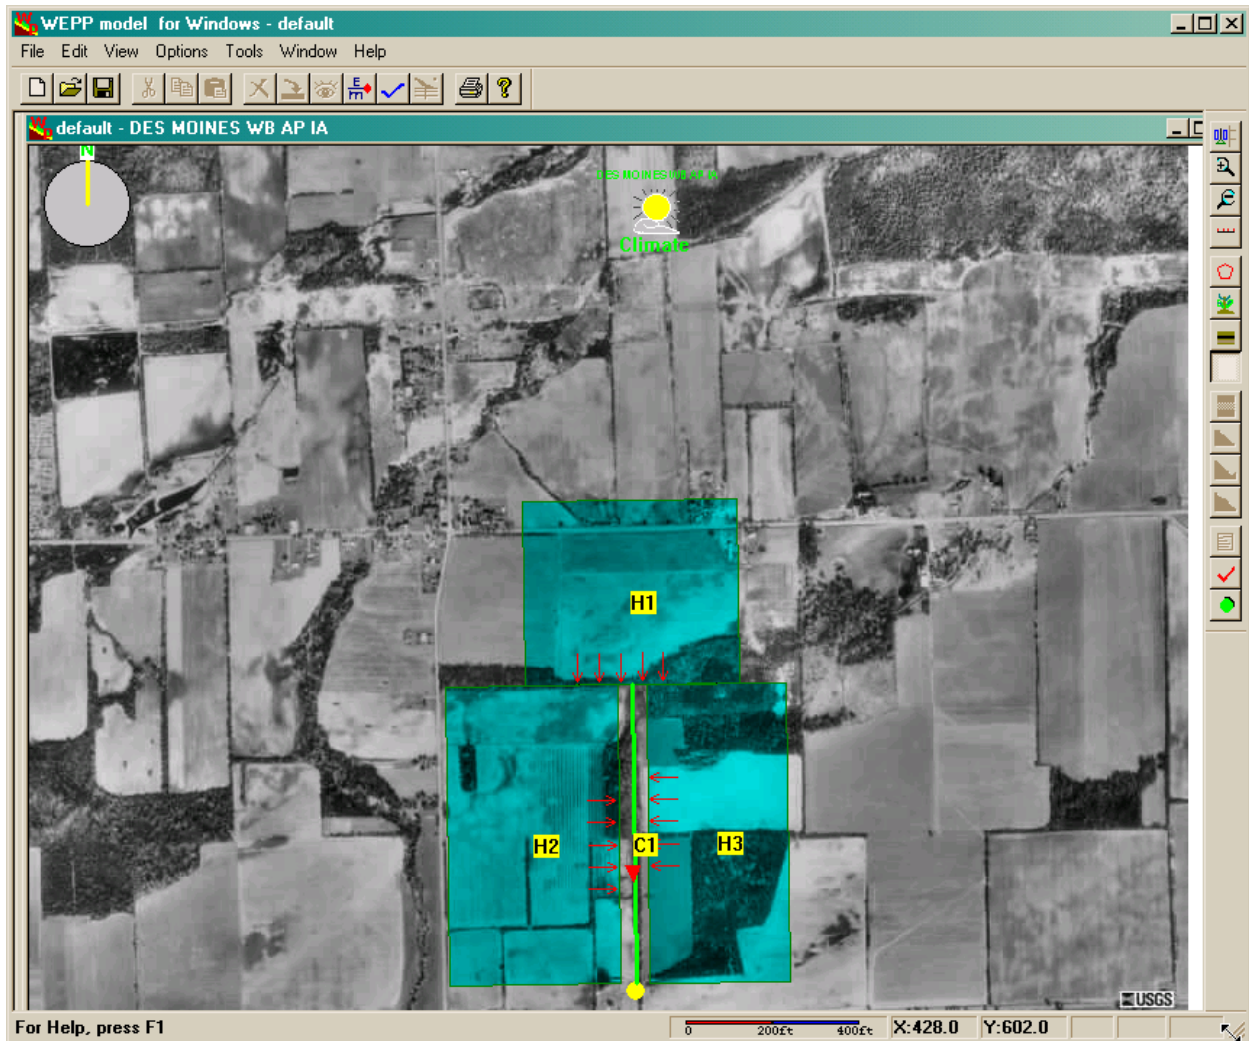 WEPP model for Windows - default
File Edit View Options Tools Window Help
default - DES MOINES WB AP IA
N
DES MOINES WB AP IA
Climate
H1
H2
C1
H3
USGS
For Help, press F1
0 200ft 400ft X:428.0 Y:602.0